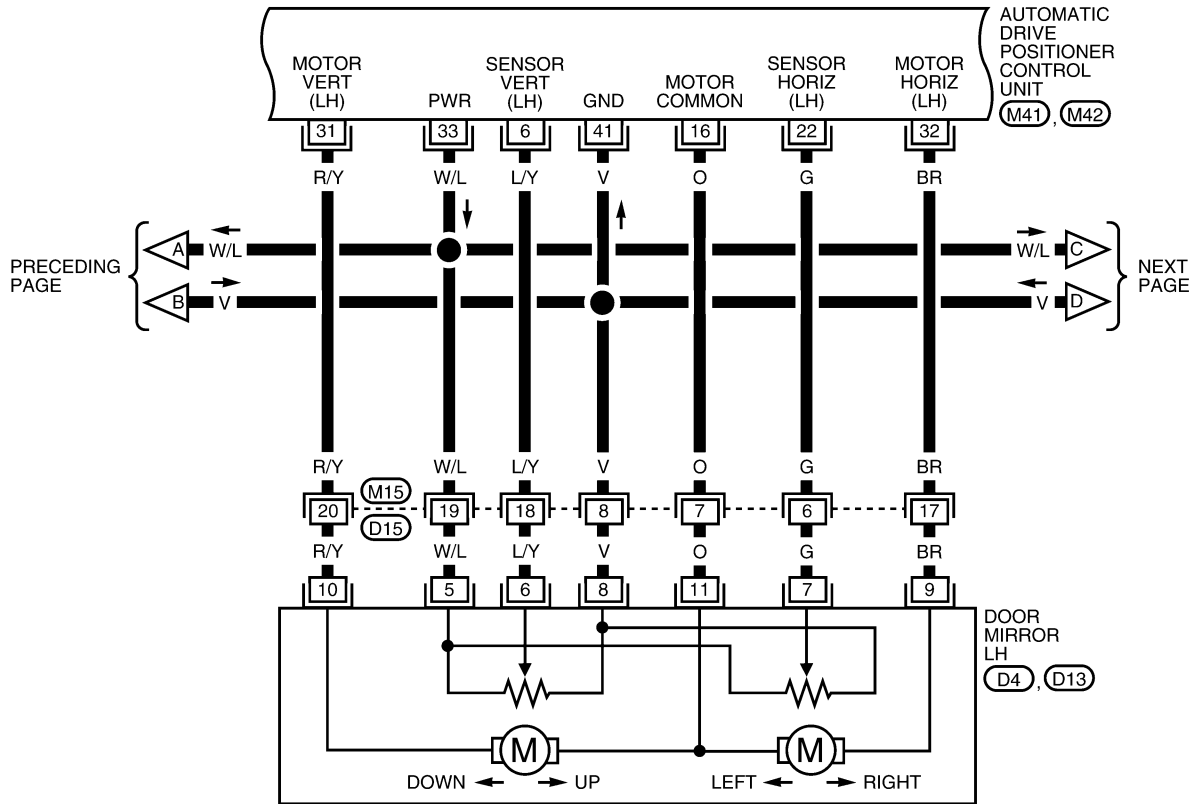 AUTOMATIC
DRIVE
POSITIONER
CONTROL
UNIT
M41 , M42
MOTOR
VERT
(LH)
PWR
SENSOR
VERT
(LH)
GND
MOTOR
COMMON
SENSOR
HORIZ
(LH)
MOTOR
HORIZ
(LH)
31 33 6 41 16 22 32
R/Y W/L L/Y V O G BR
PRECEDING
PAGE
A W/L W/L C
B V V D
NEXT
PAGE
R/Y W/L L/Y V O G BR
M15
20 19 18 8 7 6 17
D15
R/Y W/L L/Y V O G BR
10 5 6 8 11 7 9
DOOR
MIRROR
LH
D4 , D13
M M
DOWN UP LEFT RIGHT